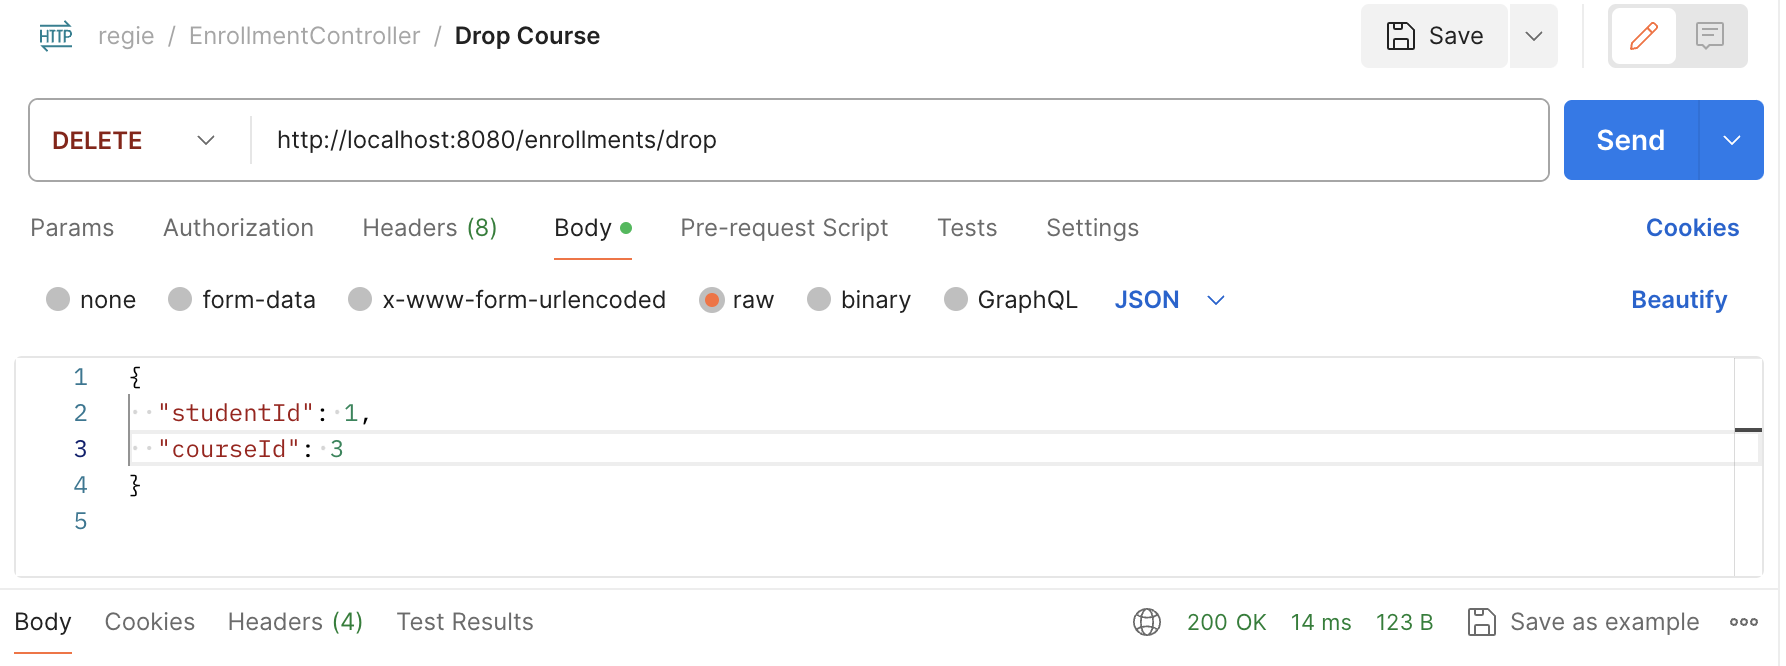 HTTP regie / EnrollmentController / Drop Course Save
DELETE http://localhost:8080/enrollments/drop Send
Params Authorization Headers (8) Body Pre-request Script Tests Settings Cookies
none form-data x-www-form-urlencoded raw binary GraphQL JSON Beautify
1 {
2 "studentId": 1,
3 "courseId": 3
4 }
5
Body Cookies Headers (4) Test Results 200 OK 14 ms 123 B Save as example